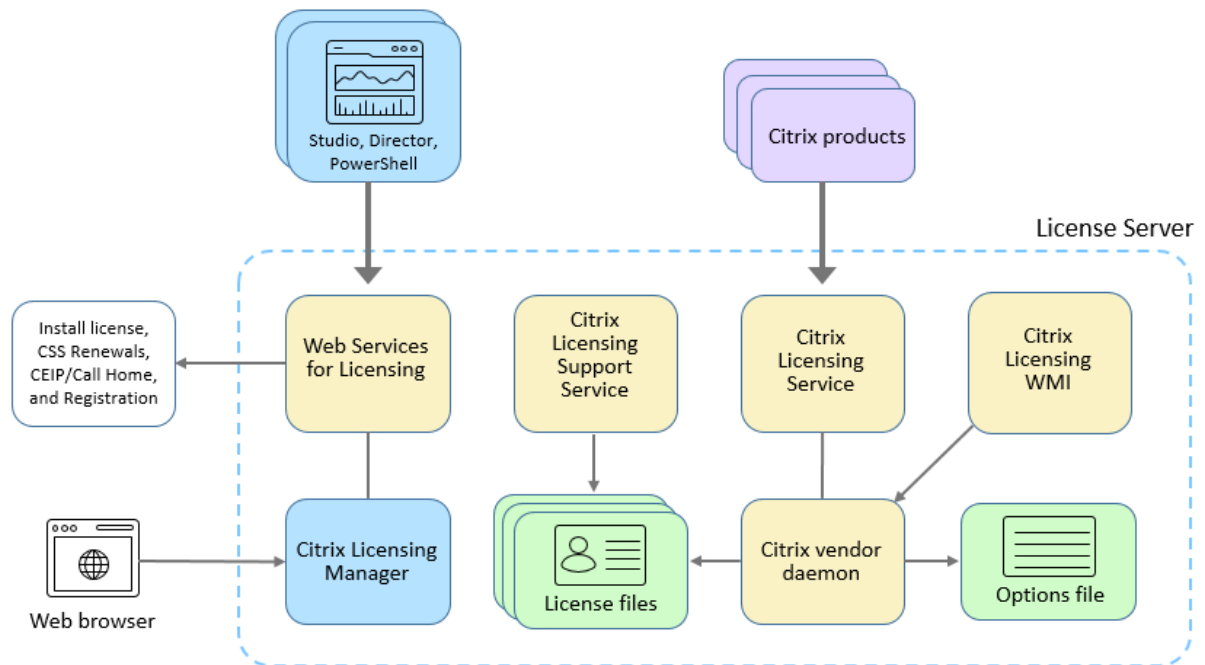 Studio, Director,
PowerShell
Citrix products
License Server
Install license,
CSS Renewals,
CEIP/Call Home,
and Registration
Web Services
for Licensing
Citrix
Licensing
Support
Service
Citrix
Licensing
Service
Citrix
Licensing
WMI
Web browser
Citrix Licensing
Manager
License files
Citrix vendor
daemon
Options file